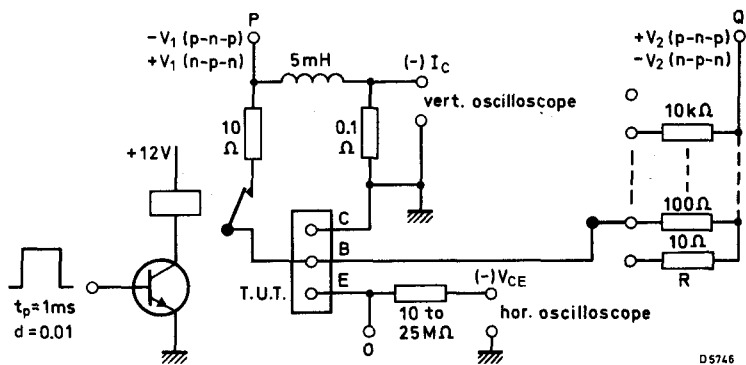 P
-V1 (p-n-p)
+V1 (n-p-n)
5mH
(-) IC
vert. oscilloscope
10 Ω
0.1 Ω
+12V
tp=1ms
d=0.01
T.U.T.
C
B
E
10 to
25MΩ
(-)VCE
hor. oscilloscope
O
+V2 (p-n-p)
-V2 (n-p-n)
Q
10kΩ
100Ω
10Ω
R
D5746